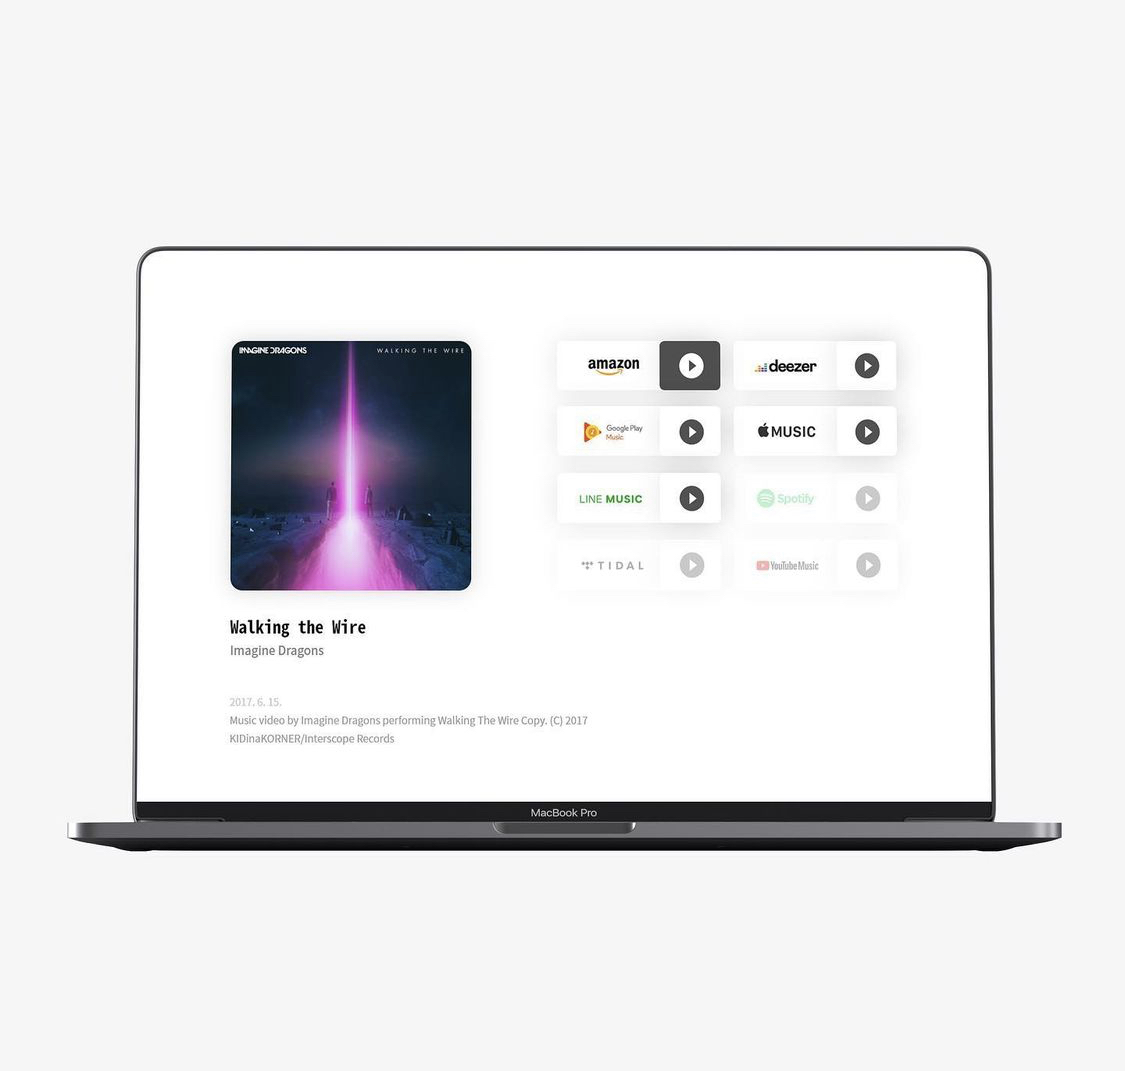 IMAGINE DRAGONS
WALKING THE WIRE
Walking the Wire
Imagine Dragons
2017. 6. 15.
Music video by Imagine Dragons performing Walking The Wire Copy. (C) 2017
KIDinaKORNER/Interscope Records
amazon
deezer
Google Play
Music
MUSIC
LINE MUSIC
Spotify
TIDAL
YouTube Music
MacBook Pro